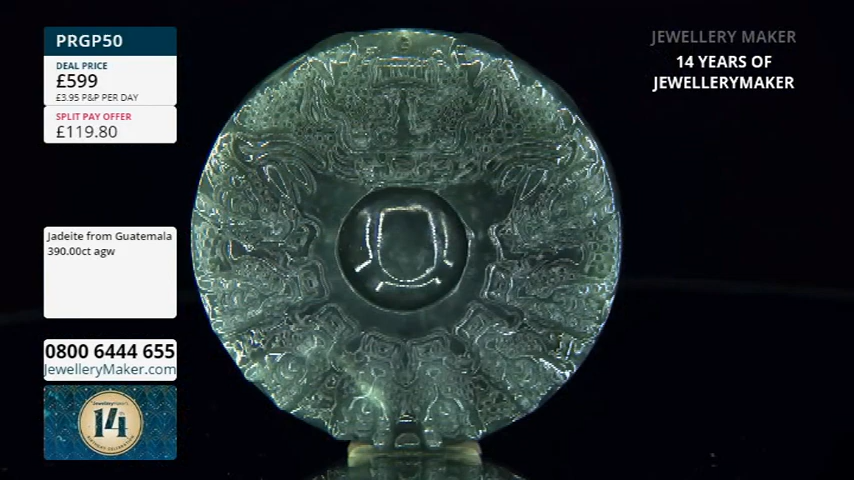 PRGP50
DEAL PRICE
£599
£3.95 P&P PER DAY
SPLIT PAY OFFER
£119.80
Jadeite from Guatemala
390.00ct agw
0800 6444 655
JewelleryMaker.com
14
JEWELLERY MAKER
14 YEARS OF
JEWELLERYMAKER